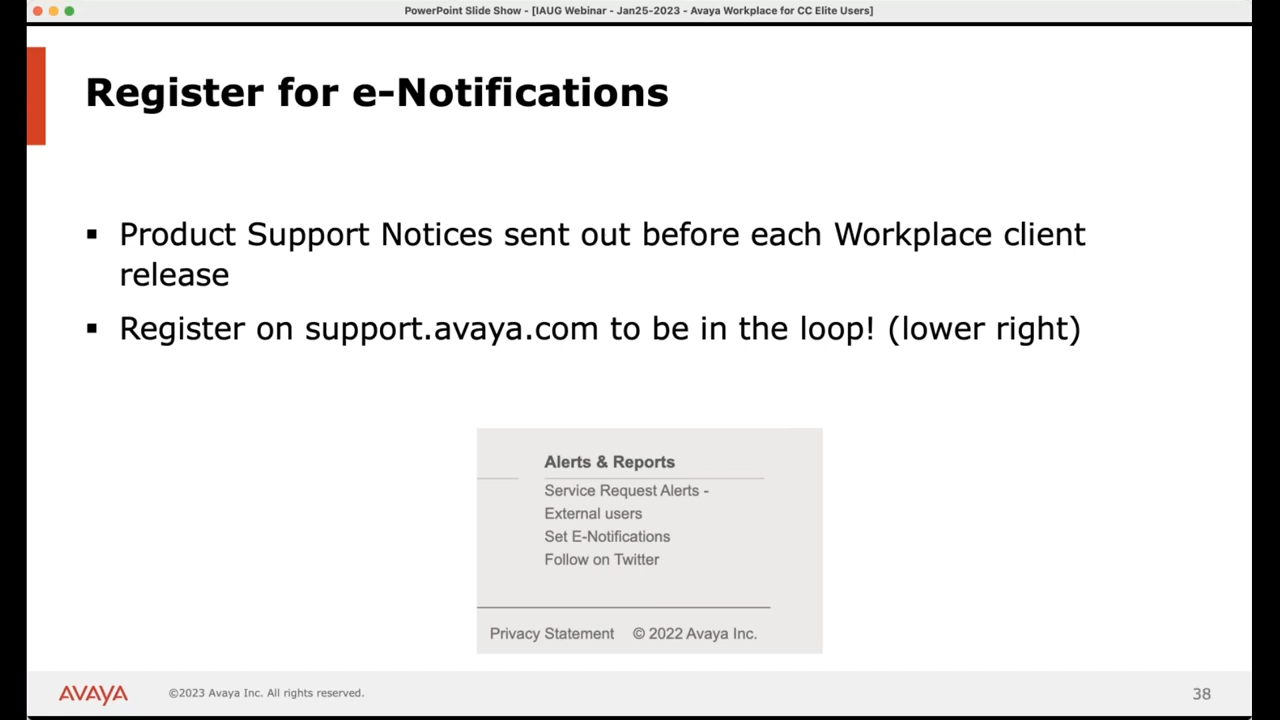 PowerPoint Slide Show - [IAUG Webinar - Jan25-2023 - Avaya Workplace for CC Elite Users]
Register for e-Notifications
▪ Product Support Notices sent out before each Workplace client
release
▪ Register on support.avaya.com to be in the loop! (lower right)
Alerts & Reports
Service Request Alerts -
External users
Set E-Notifications
Follow on Twitter
Privacy Statement © 2022 Avaya Inc.
AVAYA ©2023 Avaya Inc. All rights reserved. 38